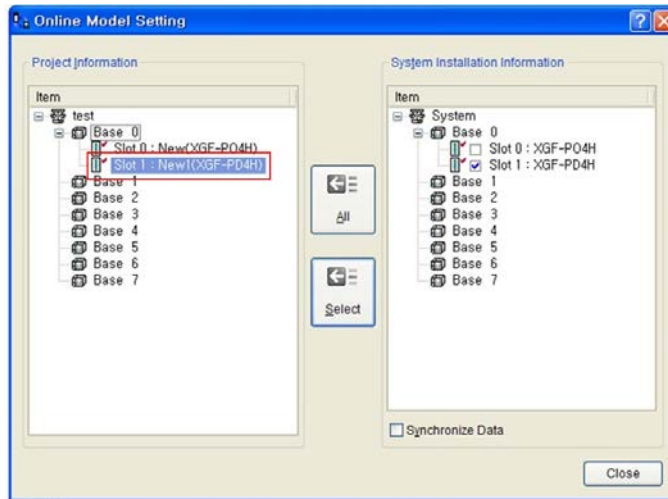 Online Model Setting
Project Information
Item
test
Base 0
Slot 0 : New(XGF-PO4H)
Slot 1 : New1(XGF-PD4H)
Base 1
Base 2
Base 3
Base 4
Base 5
Base 6
Base 7
All
Select
System Installation Information
Item
System
Base 0
Slot 0 : XGF-PO4H
Slot 1 : XGF-PD4H
Base 1
Base 2
Base 3
Base 4
Base 5
Base 6
Base 7
Synchronize Data
Close